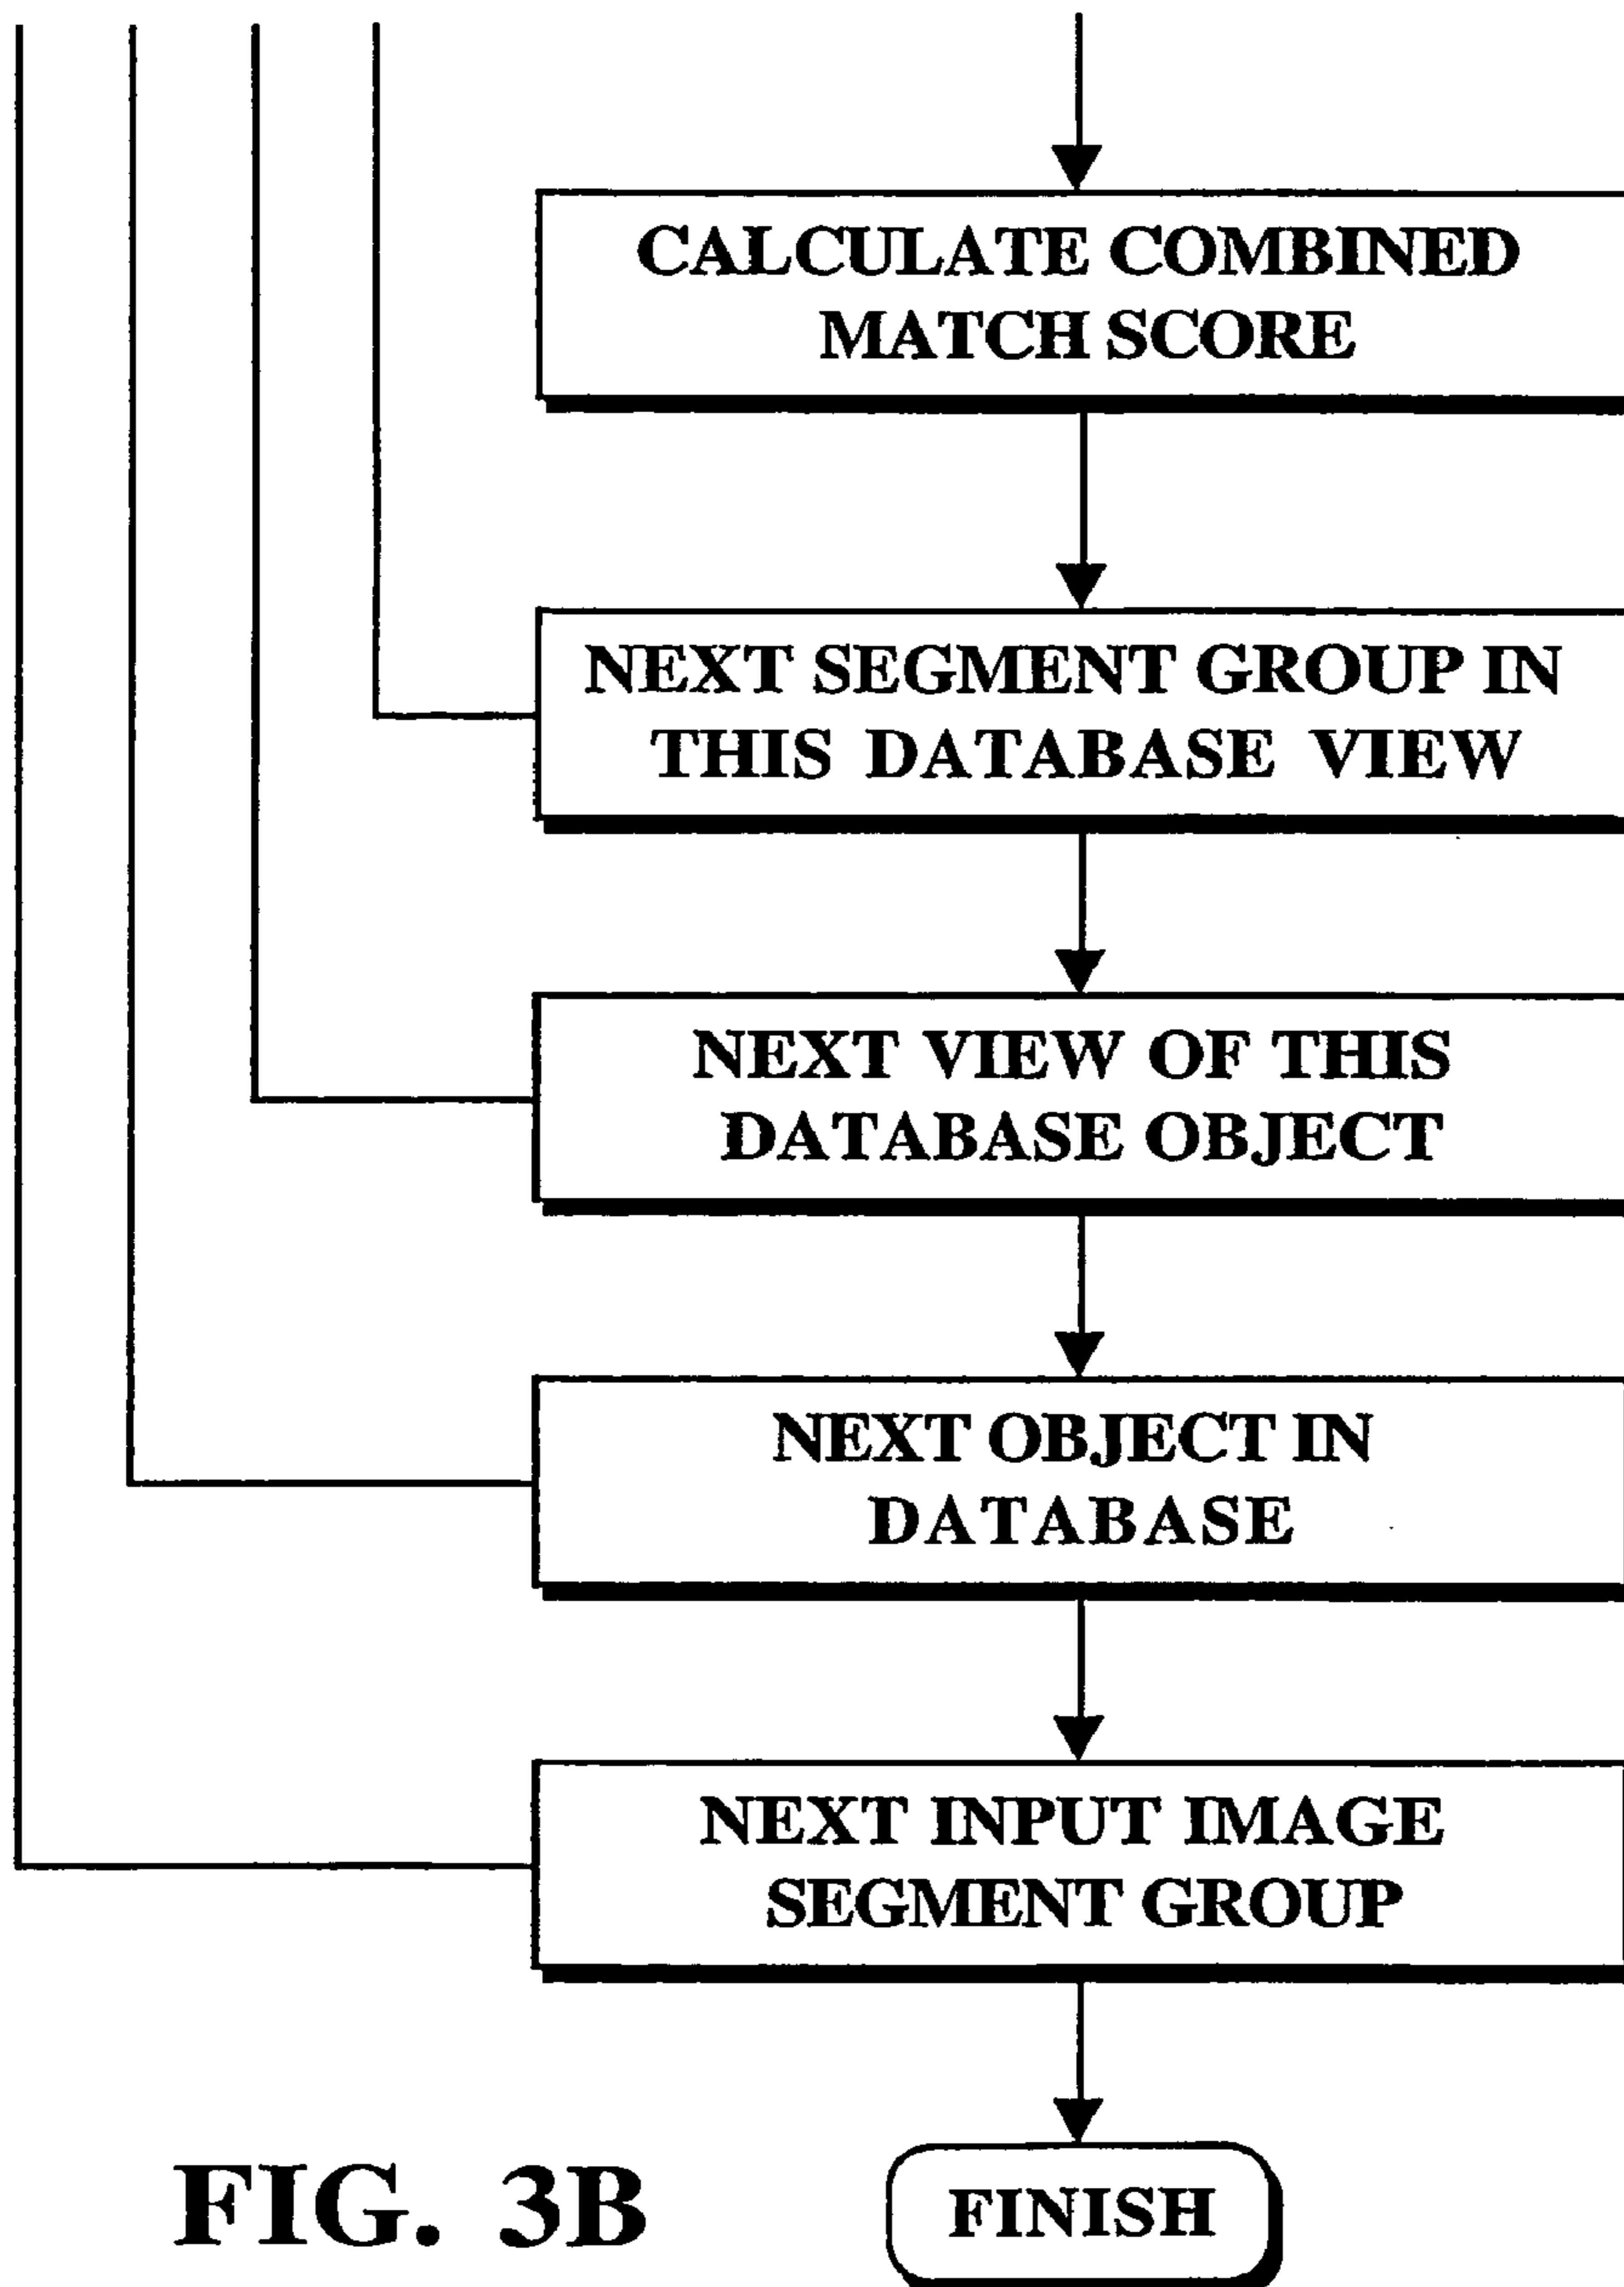 CALCULATE COMBINED
MATCH SCORE
NEXT SEGMENT GROUP IN
THIS DATABASE VIEW
NEXT VIEW OF THIS
DATABASE OBJECT
NEXT OBJECT IN
DATABASE
NEXT INPUT IMAGE
SEGMENT GROUP
FINISH
FIG. 3B